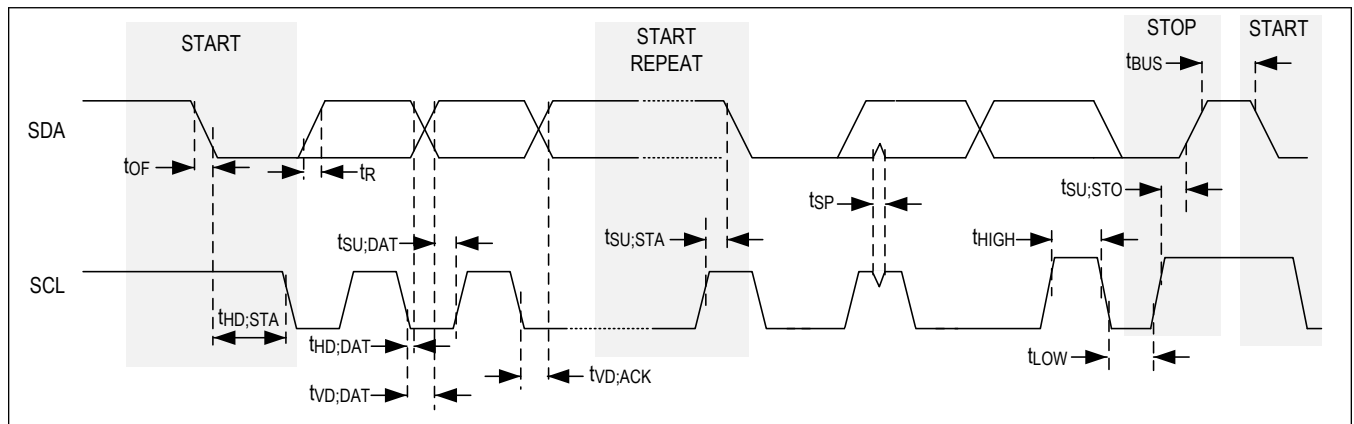 START
START
REPEAT
STOP
START
tBUS
SDA
tOF
tR
tSP
tSU;STO
tSU;DAT
tSU;STA
tHIGH
SCL
tHD;STA
tHD;DAT
tLOW
tVD;DAT
tVD;ACK